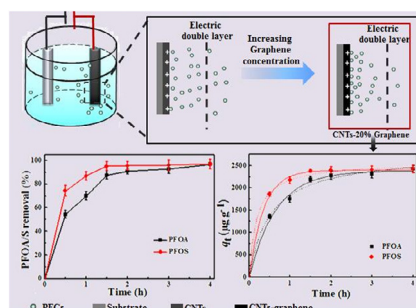 Electric
double layer
Increasing
Graphene
concentration
Electric
double layer
CNTs-20% Graphene
PFOA/S removal (%)
100
80
60
40
20
0
PFOA
PFOS
0 1 2 3 4
Time (h)
qt (μg g-1)
2500
2000
1500
1000
500
0
PFOA
PFOS
0 1 2 3 4
Time (h)
PFCs Substrate CNTs CNTs-graphene